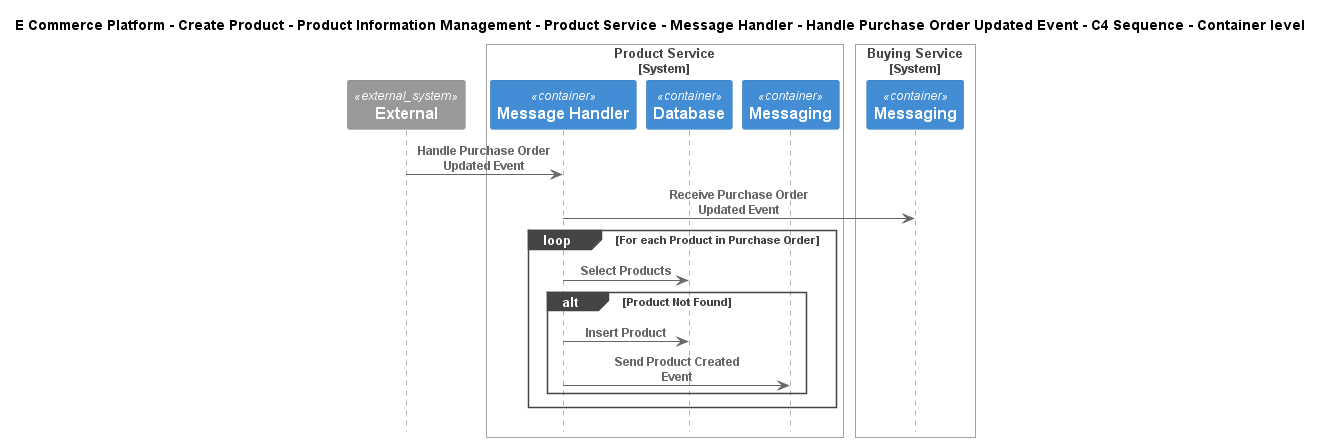 E Commerce Platform - Create Product - Product Information Management - Product Service - Message Handler - Handle Purchase Order Updated Event - C4 Sequence - Container level
Product Service
[System]
Buying Service
[System]
«external_system»
External
«container»
Message Handler
«container»
Database
«container»
Messaging
«container»
Messaging
Handle Purchase Order
Updated Event
Receive Purchase Order
Updated Event
loop
[For each Product in Purchase Order]
Select Products
alt
[Product Not Found]
Insert Product
Send Product Created
Event